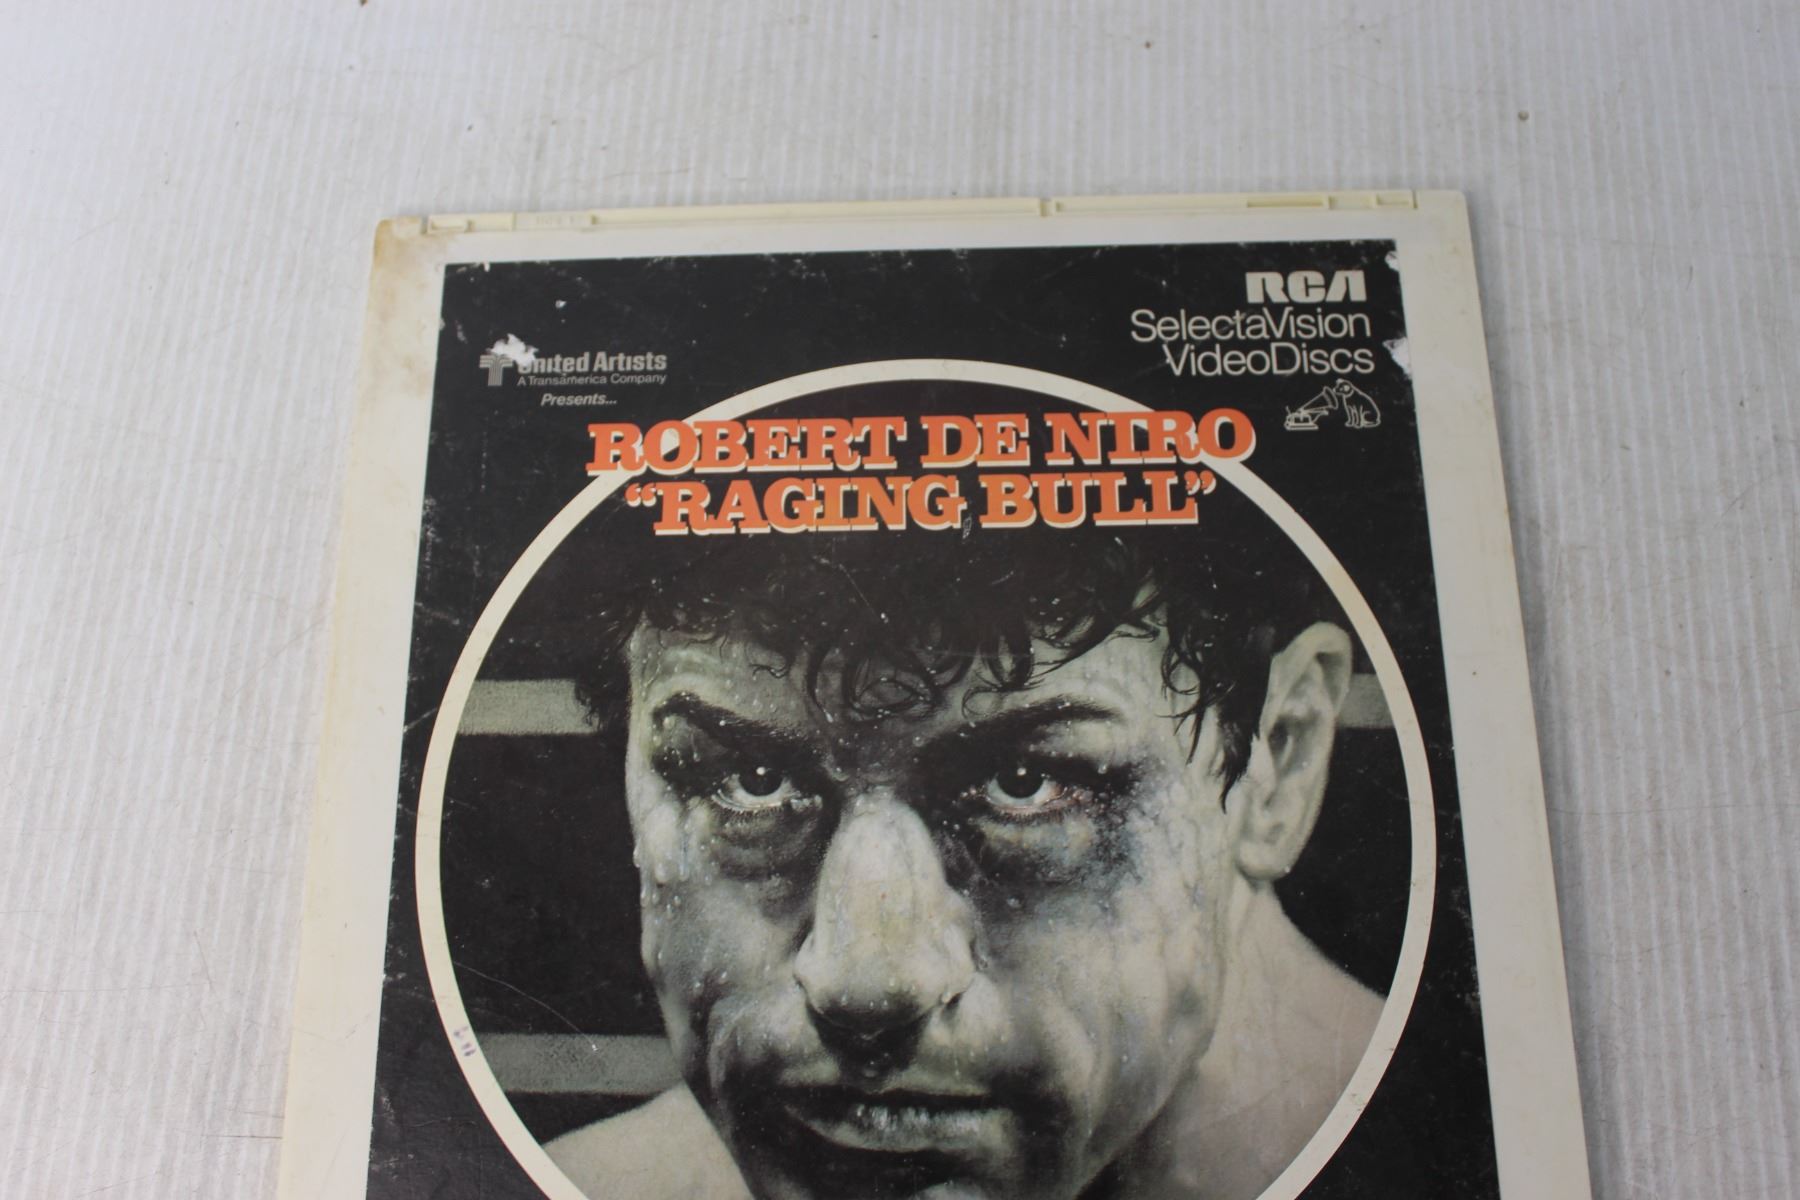 RCA
SelectaVision
VideoDiscs
United Artists
A Transamerica Company
Presents...
ROBERT DE NIRO
“RAGING BULL”